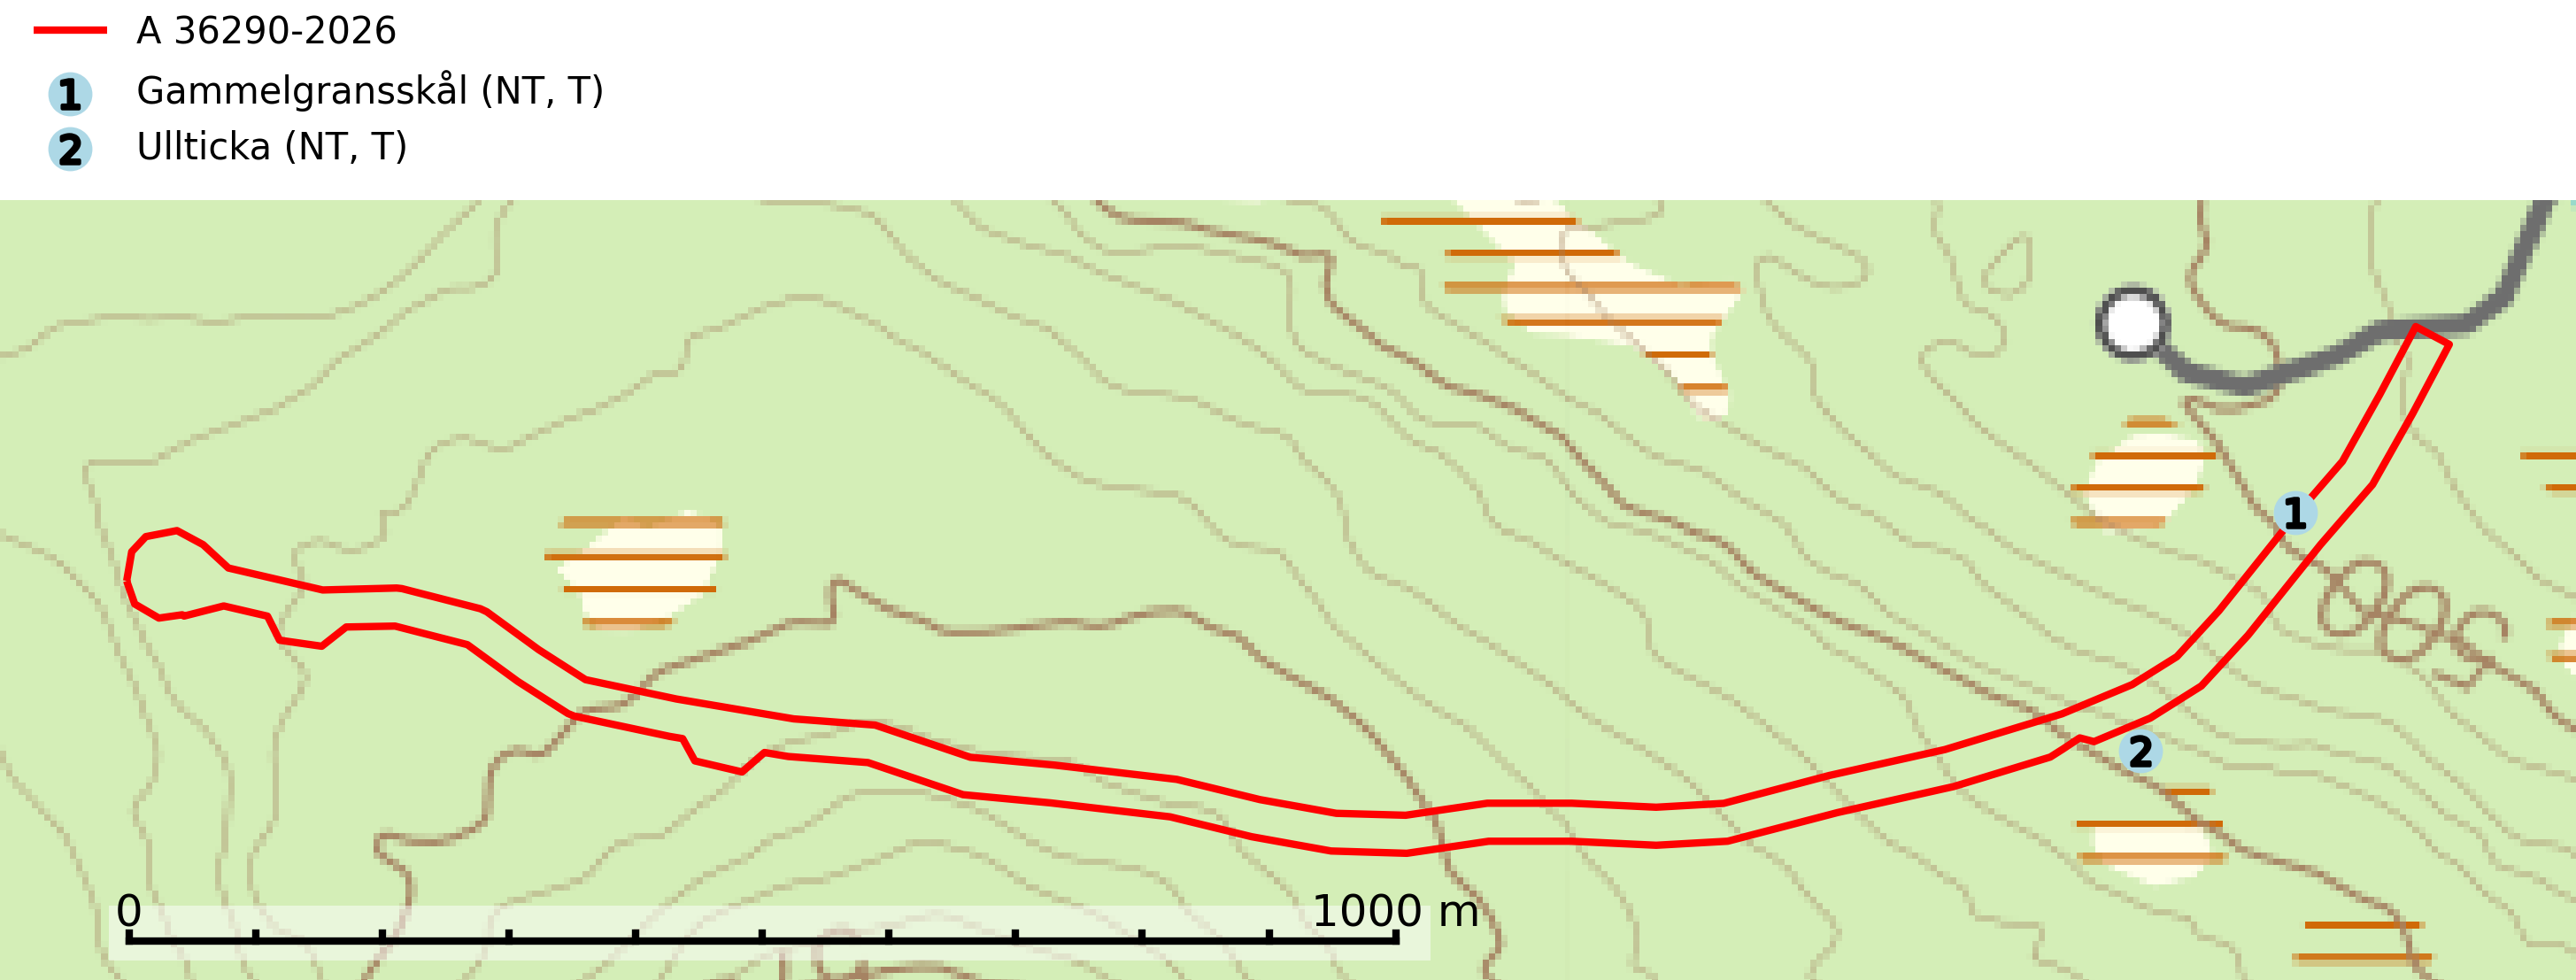 A 36290-2026
1 Gammelgransskål (NT, T)
2 Ullticka (NT, T)
1
2
0 1000 m